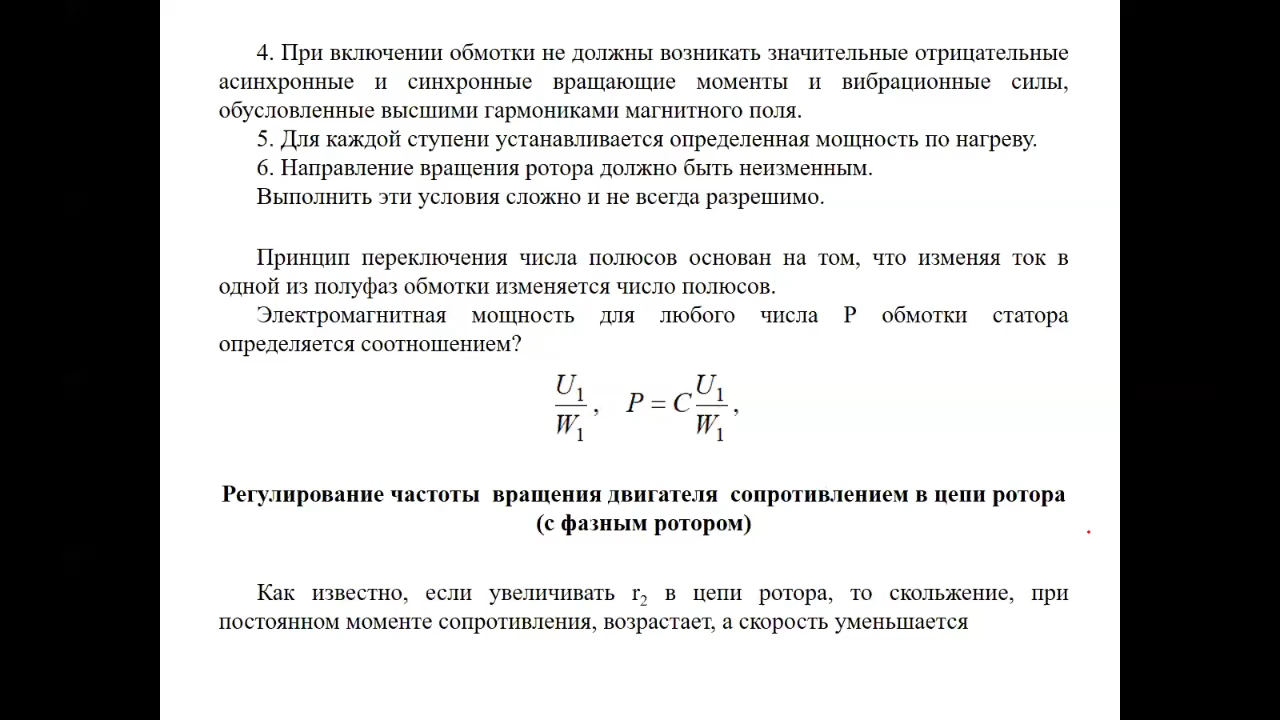 4. При включении обмотки не должны возникать значительные отрицательные
асинхронные и синхронные вращающие моменты и вибрационные силы,
обусловленные высшими гармониками магнитного поля.
5. Для каждой ступени устанавливается определенная мощность по нагреву.
6. Направление вращения ротора должно быть неизменным.
Выполнить эти условия сложно и не всегда разрешимо.
Принцип переключения числа полюсов основан на том, что изменяя ток в
одной из полуфаз обмотки изменяется число полюсов.
Электромагнитная мощность для любого числа Р обмотки статора
определяется соотношением?
U₁/W₁, P = C U₁/W₁,
Регулирование частоты вращения двигателя сопротивлением в цепи ротора
(с фазным ротором)
Как известно, если увеличивать r₂ в цепи ротора, то скольжение, при
постоянном моменте сопротивления, возрастает, а скорость уменьшается